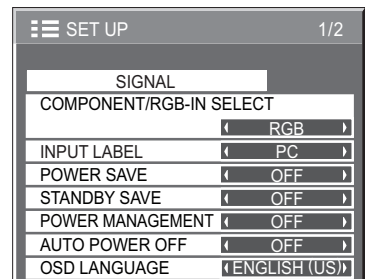 SET UP 1/2
SIGNAL
COMPONENT/RGB-IN SELECT
RGB
INPUT LABEL PC
POWER SAVE OFF
STANDBY SAVE OFF
POWER MANAGEMENT OFF
AUTO POWER OFF OFF
OSD LANGUAGE ENGLISH (US)